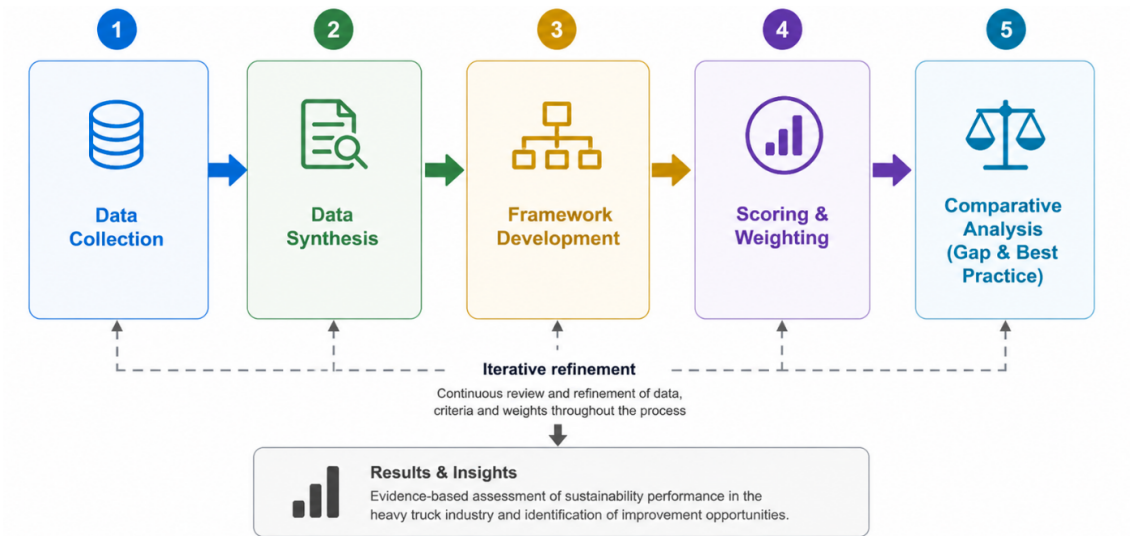 1
2
3
4
5
Data
Collection
Data
Synthesis
Framework
Development
Scoring &
Weighting
Comparative
Analysis
(Gap & Best
Practice)
Iterative refinement
Continuous review and refinement of data,
criteria and weights throughout the process
Results & Insights
Evidence-based assessment of sustainability performance in the
heavy truck industry and identification of improvement opportunities.